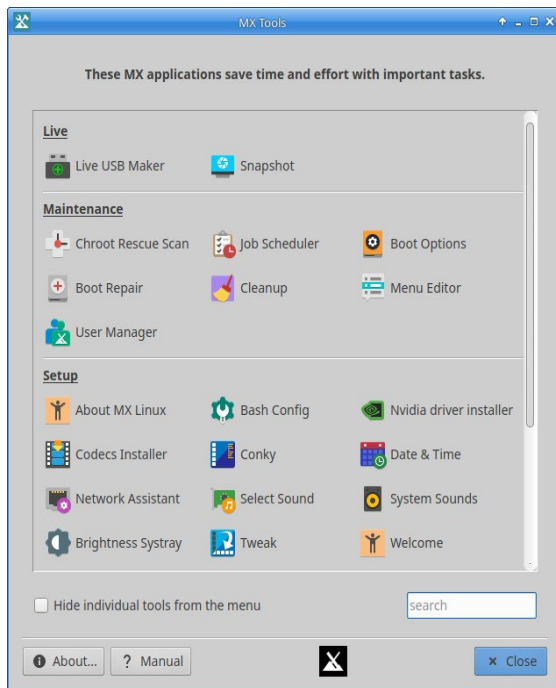 MX Tools
These MX applications save time and effort with important tasks.
Live
Live USB Maker Snapshot
Maintenance
Chroot Rescue Scan Job Scheduler Boot Options
Boot Repair Cleanup Menu Editor
User Manager
Setup
About MX Linux Bash Config Nvidia driver installer
Codecs Installer Conky Date & Time
Network Assistant Select Sound System Sounds
Brightness Systray Tweak Welcome
Hide individual tools from the menu search
About... ? Manual Close